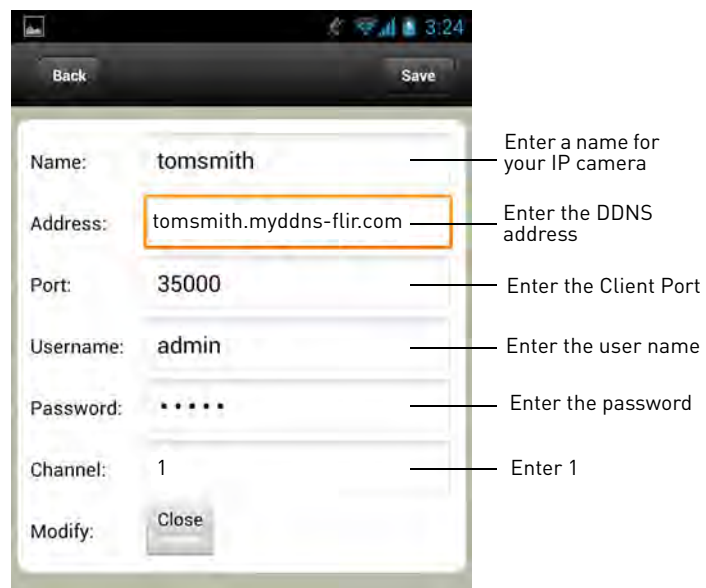 3:24
Back Save
Name: tomsmith
Enter a name for
your IP camera
Address: tomsmith.myddns-flir.com
Enter the DDNS
address
Port: 35000
Enter the Client Port
Username: admin
Enter the user name
Password: •••••
Enter the password
Channel: 1
Enter 1
Modify: Close